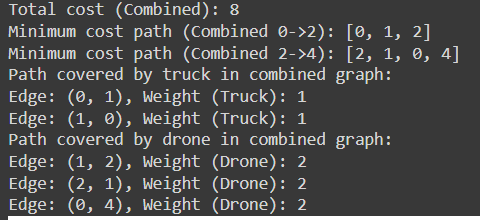 Total cost (Combined): 8
Minimum cost path (Combined 0->2): [0, 1, 2]
Minimum cost path (Combined 2->4): [2, 1, 0, 4]
Path covered by truck in combined graph:
Edge: (0, 1), Weight (Truck): 1
Edge: (1, 0), Weight (Truck): 1
Path covered by drone in combined graph:
Edge: (1, 2), Weight (Drone): 2
Edge: (2, 1), Weight (Drone): 2
Edge: (0, 4), Weight (Drone): 2